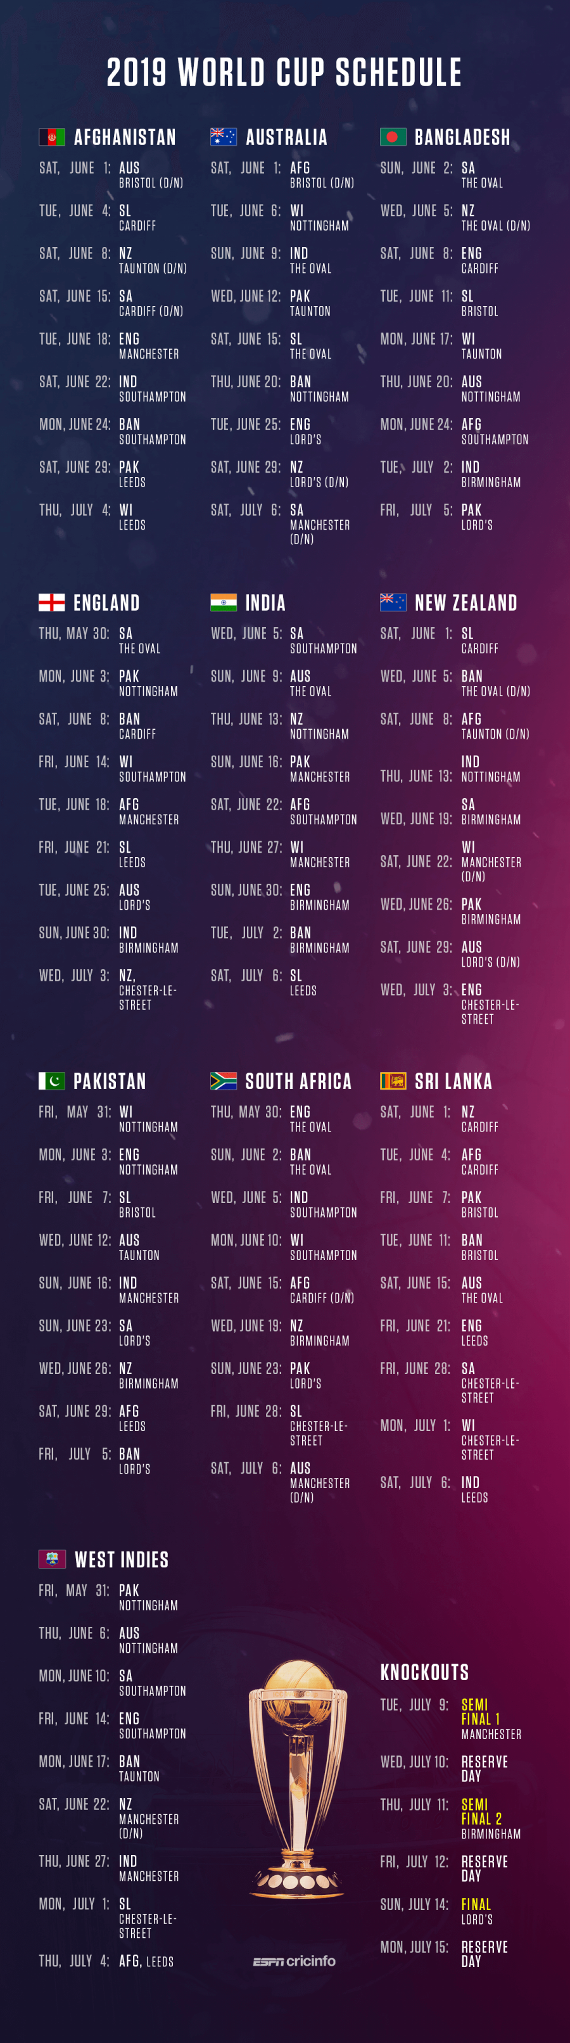 2019 WORLD CUP SCHEDULE
AFGHANISTAN
SAT, JUNE 1: AUS
BRISTOL (D/N)
TUE, JUNE 4: SL
CARDIFF
SAT, JUNE 8: NZ
TAUNTON (D/N)
SAT, JUNE 15: SA
CARDIFF (D/N)
TUE, JUNE 18: ENG
MANCHESTER
SAT, JUNE 22: IND
SOUTHAMPTON
MON, JUNE 24: BAN
SOUTHAMPTON
SAT, JUNE 29: PAK
LEEDS
THU, JULY 4: WI
LEEDS
AUSTRALIA
SAT, JUNE 1: AFG
BRISTOL (D/N)
TUE, JUNE 6: WI
NOTTINGHAM
SUN, JUNE 9: IND
THE OVAL
WED, JUNE 12: PAK
TAUNTON
SAT, JUNE 15: SL
THE OVAL
THU, JUNE 20: BAN
NOTTINGHAM
TUE, JUNE 25: ENG
LORD'S
SAT, JUNE 29: NZ
LORD'S (D/N)
SAT, JULY 6: SA
MANCHESTER
(D/N)
BANGLADESH
SUN, JUNE 2: SA
THE OVAL
WED, JUNE 5: NZ
THE OVAL (D/N)
SAT, JUNE 8: ENG
CARDIFF
TUE, JUNE 11: SL
BRISTOL
MON, JUNE 17: WI
TAUNTON
THU, JUNE 20: AUS
NOTTINGHAM
MON, JUNE 24: AFG
SOUTHAMPTON
TUE, JULY 2: IND
BIRMINGHAM
FRI, JULY 5: PAK
LORD'S
ENGLAND
THU, MAY 30: SA
THE OVAL
MON, JUNE 3: PAK
NOTTINGHAM
SAT, JUNE 8: BAN
CARDIFF
FRI, JUNE 14: WI
SOUTHAMPTON
TUE, JUNE 18: AFG
MANCHESTER
FRI, JUNE 21: SL
LEEDS
TUE, JUNE 25: AUS
LORD'S
SUN, JUNE 30: IND
BIRMINGHAM
WED, JULY 3: NZ,
CHESTER-LE-
STREET
INDIA
WED, JUNE 5: SA
SOUTHAMPTON
SUN, JUNE 9: AUS
THE OVAL
THU, JUNE 13: NZ
NOTTINGHAM
SUN, JUNE 16: PAK
MANCHESTER
SAT, JUNE 22: AFG
SOUTHAMPTON
THU, JUNE 27: WI
MANCHESTER
SUN, JUNE 30: ENG
BIRMINGHAM
TUE, JULY 2: BAN
BIRMINGHAM
SAT, JULY 6: SL
LEEDS
NEW ZEALAND
SAT, JUNE 1: SL
CARDIFF
WED, JUNE 5: BAN
THE OVAL (D/N)
SAT, JUNE 8: AFG
TAUNTON (D/N)
IND
THU, JUNE 13: NOTTINGHAM
SA
WED, JUNE 19: BIRMINGHAM
WI
SAT, JUNE 22: MANCHESTER
(D/N)
WED, JUNE 26: PAK
BIRMINGHAM
SAT, JUNE 29: AUS
LORD'S (D/N)
WED, JULY 3: ENG
CHESTER-LE-
STREET
PAKISTAN
FRI, MAY 31: WI
NOTTINGHAM
MON, JUNE 3: ENG
NOTTINGHAM
FRI, JUNE 7: SL
BRISTOL
WED, JUNE 12: AUS
TAUNTON
SUN, JUNE 16: IND
MANCHESTER
SUN, JUNE 23: SA
LORD'S
WED, JUNE 26: NZ
BIRMINGHAM
SAT, JUNE 29: AFG
LEEDS
FRI, JULY 5: BAN
LORD'S
SOUTH AFRICA
THU, MAY 30: ENG
THE OVAL
SUN, JUNE 2: BAN
THE OVAL
WED, JUNE 5: IND
SOUTHAMPTON
MON, JUNE 10: WI
SOUTHAMPTON
SAT, JUNE 15: AFG
CARDIFF (D/N)
WED, JUNE 19: NZ
BIRMINGHAM
SUN, JUNE 23: PAK
LORD'S
FRI, JUNE 28: SL
CHESTER-LE-
STREET
SAT, JULY 6: AUS
MANCHESTER
(D/N)
SRI LANKA
SAT, JUNE 1: NZ
CARDIFF
TUE, JUNE 4: AFG
CARDIFF
FRI, JUNE 7: PAK
BRISTOL
TUE, JUNE 11: BAN
BRISTOL
SAT, JUNE 15: AUS
THE OVAL
FRI, JUNE 21: ENG
LEEDS
FRI, JUNE 28: SA
CHESTER-LE-
STREET
MON, JULY 1: WI
CHESTER-LE-
STREET
SAT, JULY 6: IND
LEEDS
WEST INDIES
FRI, MAY 31: PAK
NOTTINGHAM
THU, JUNE 6: AUS
NOTTINGHAM
MON, JUNE 10: SA
SOUTHAMPTON
FRI, JUNE 14: ENG
SOUTHAMPTON
MON, JUNE 17: BAN
TAUNTON
SAT, JUNE 22: NZ
MANCHESTER
(D/N)
THU, JUNE 27: IND
MANCHESTER
MON, JULY 1: SL
CHESTER-LE-
STREET
THU, JULY 4: AFG, LEEDS
KNOCKOUTS
TUE, JULY 9: SEMI
FINAL 1
MANCHESTER
WED, JULY 10: RESERVE
DAY
THU, JULY 11: SEMI
FINAL 2
BIRMINGHAM
FRI, JULY 12: RESERVE
DAY
SUN, JULY 14: FINAL
LORD'S
MON, JULY 15: RESERVE
DAY
ESPN cricinfo